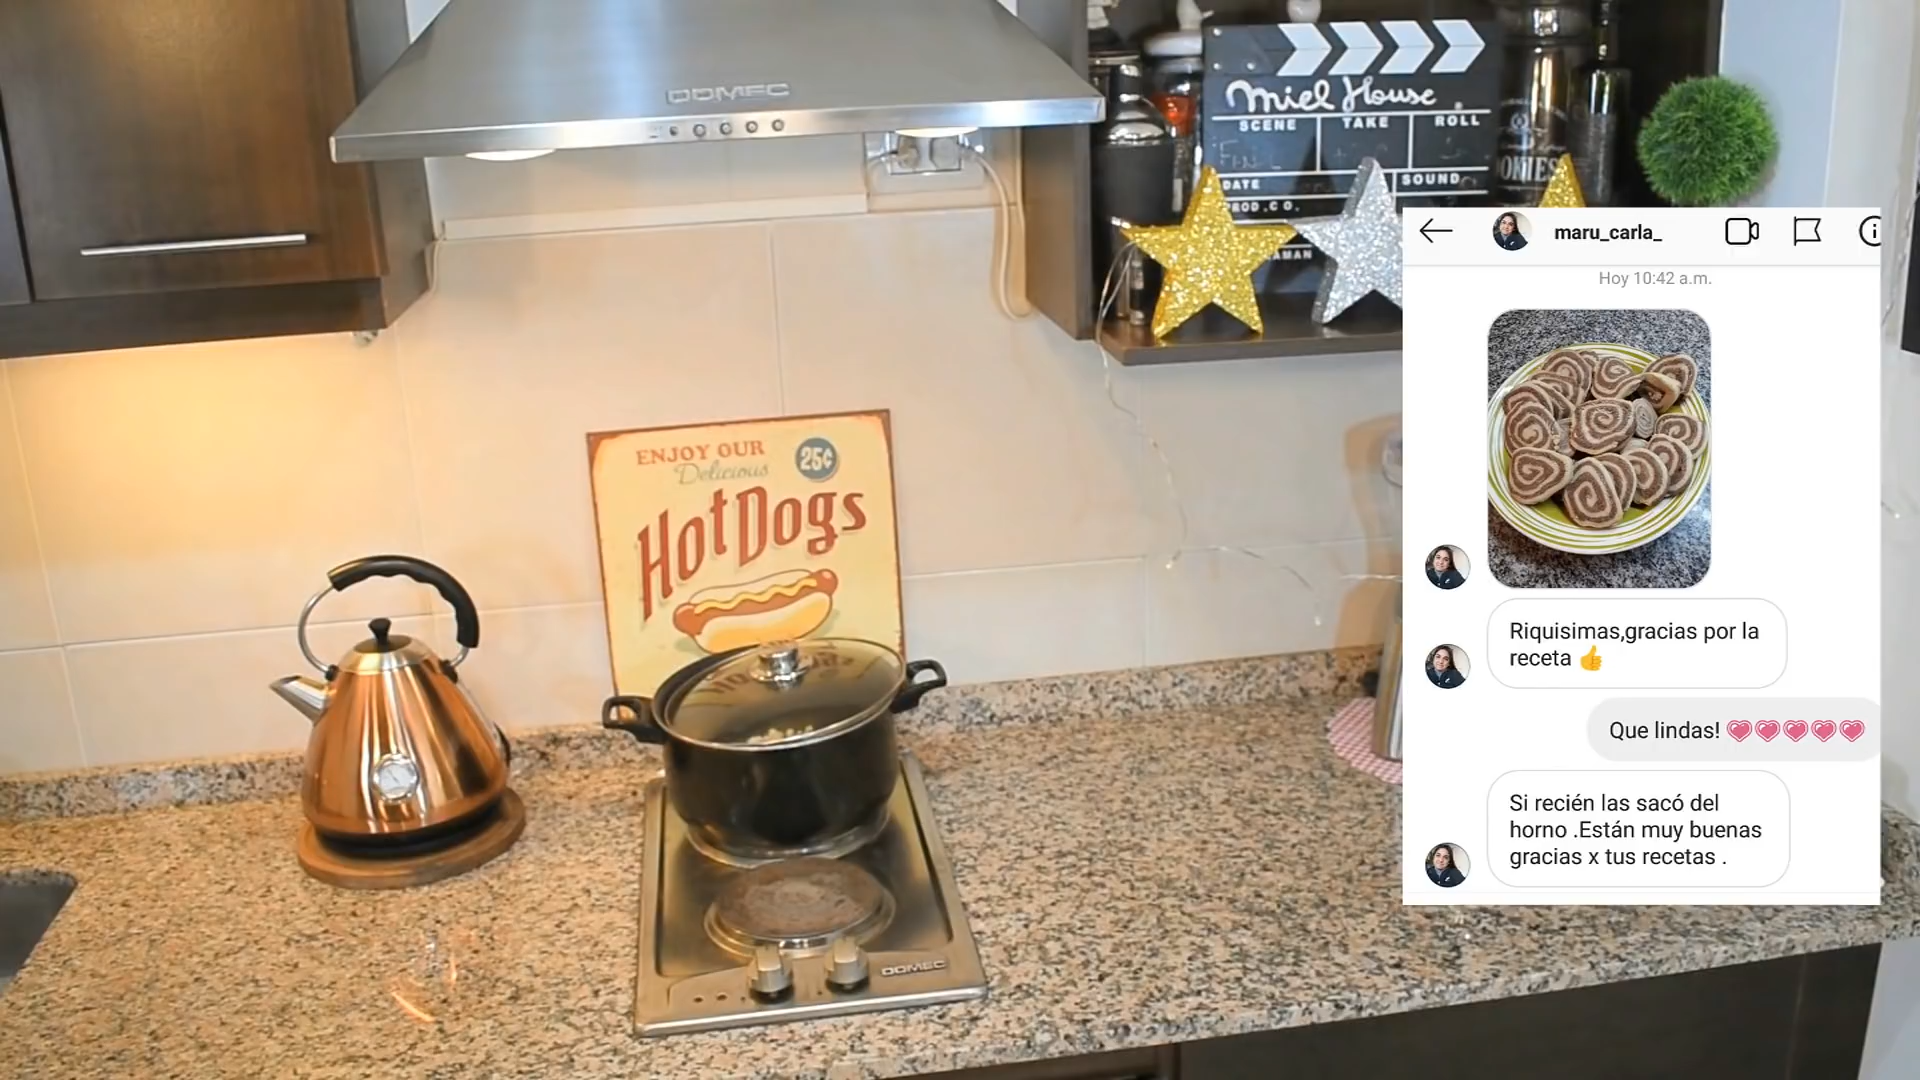 DOMEC
Miel House
SCENE TAKE ROLL
DATE SOUND
PROD.CO.
ENJOY OUR
Delicious
25¢
Hot Dogs
DOMEC
maru_carla_
Hoy 10:42 a.m.
Riquisimas,gracias por la
receta 👍
Que lindas! 💗💗💗💗💗
Si recién las sacó del
horno .Están muy buenas
gracias x tus recetas .